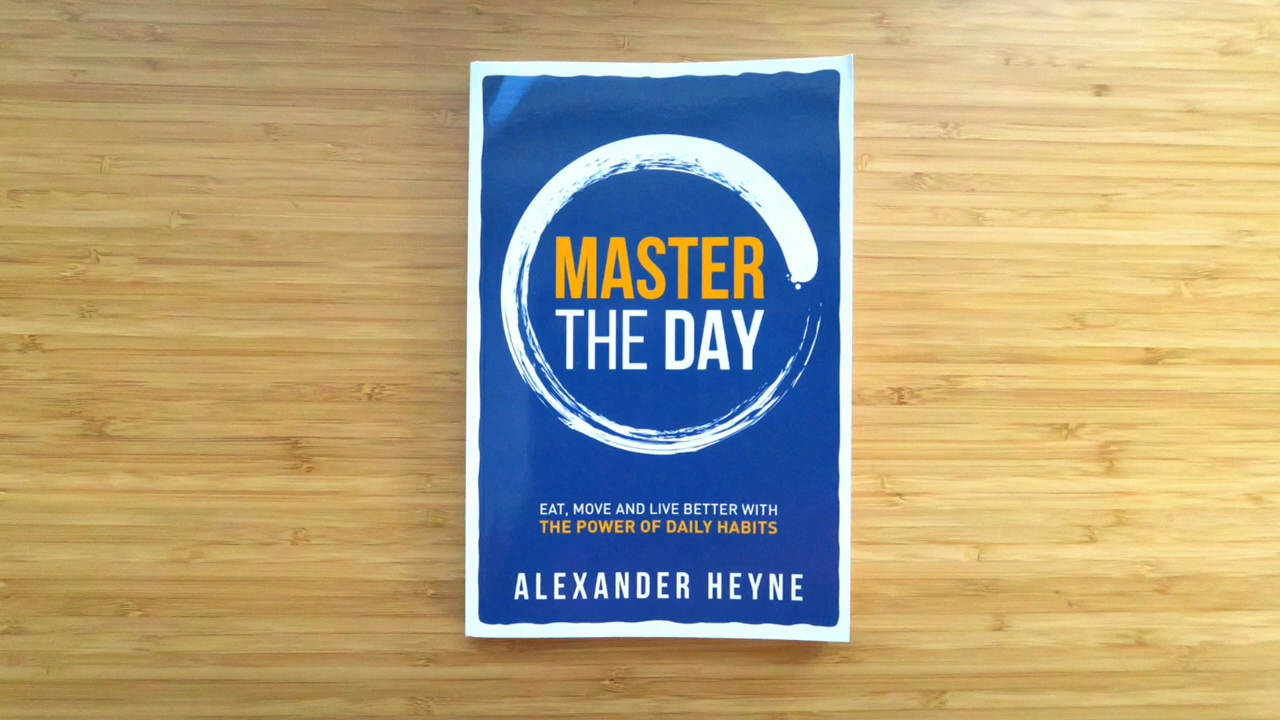 MASTER
THE DAY
EAT, MOVE AND LIVE BETTER WITH
THE POWER OF DAILY HABITS
ALEXANDER HEYNE